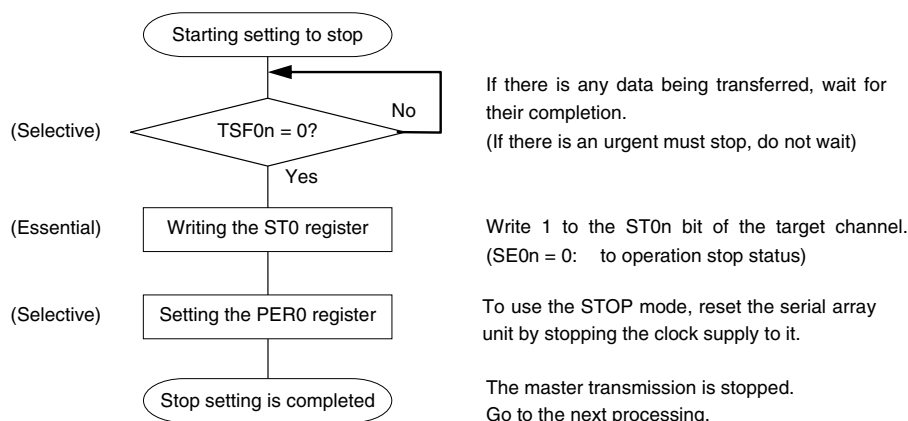 Starting setting to stop
No
If there is any data being transferred, wait for
their completion.
(If there is an urgent must stop, do not wait)
(Selective)
TSF0n = 0?
Yes
(Essential)
Writing the ST0 register
Write 1 to the ST0n bit of the target channel.
(SE0n = 0: to operation stop status)
(Selective)
Setting the PER0 register
To use the STOP mode, reset the serial array
unit by stopping the clock supply to it.
Stop setting is completed
The master transmission is stopped.
Go to the next processing.